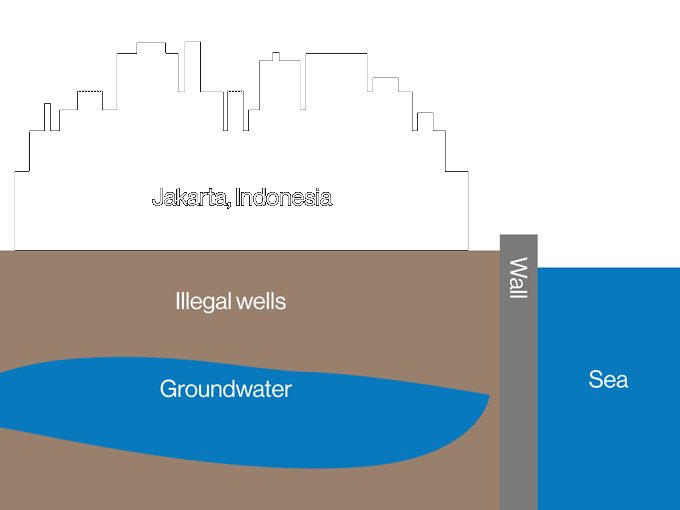 Jakarta, Indonesia
Illegal wells
Wall
Groundwater
Sea